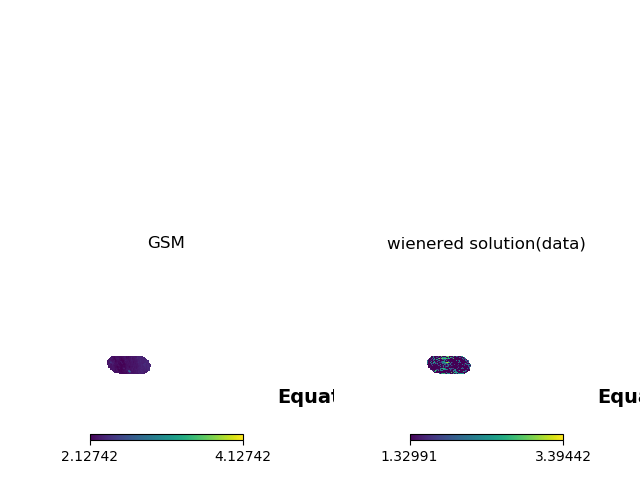 GSM
wienered solution(data)
Equat
Equa
2.12742 4.12742
1.32991 3.39442